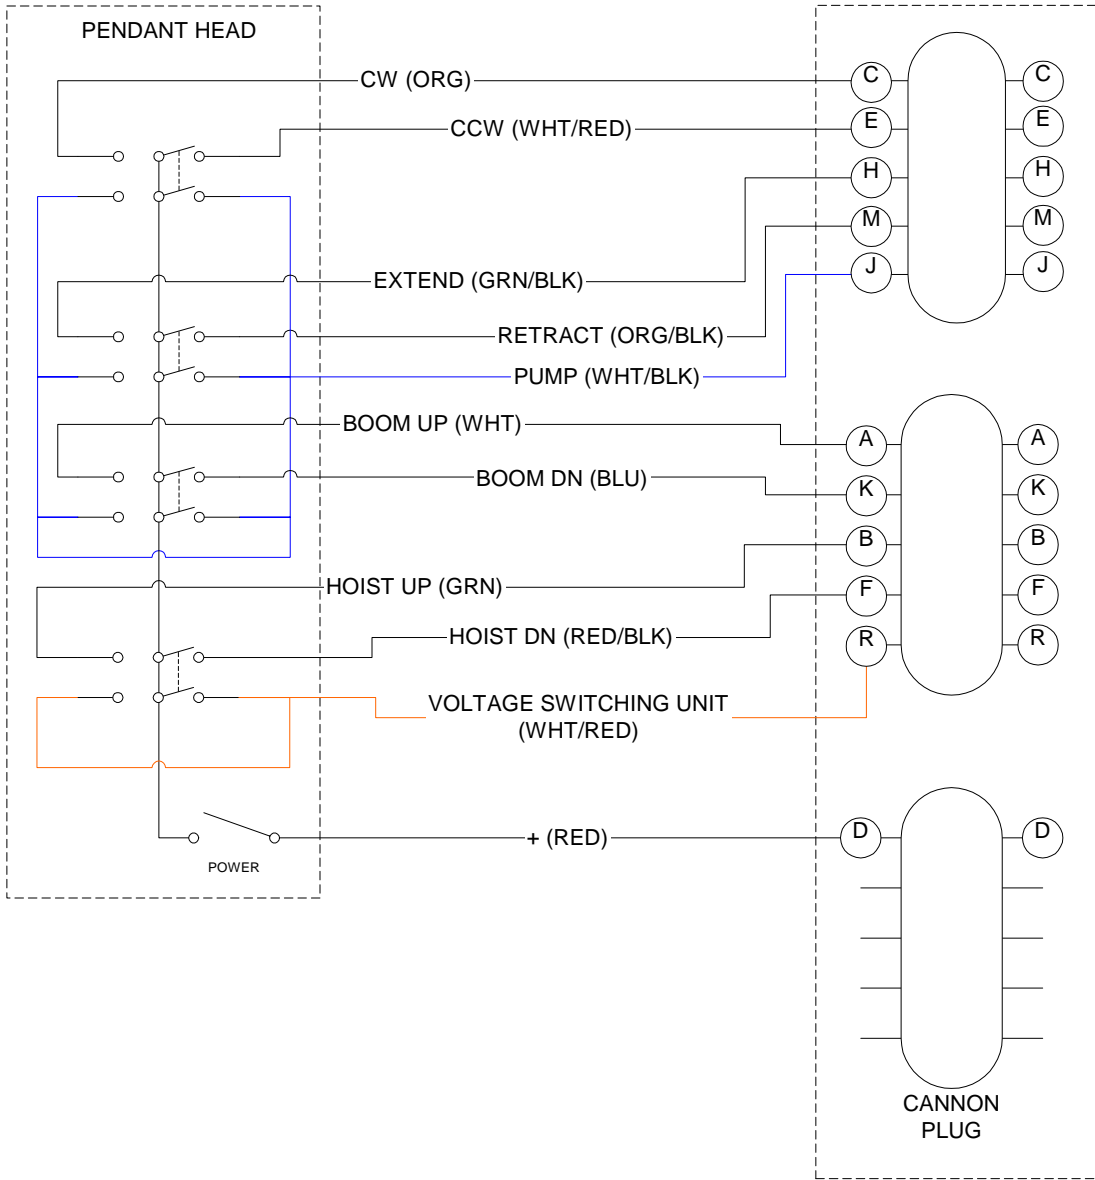 PENDANT HEAD
CW (ORG)
C
C
CCW (WHT/RED)
E
E
H
H
M
M
EXTEND (GRN/BLK)
J
J
RETRACT (ORG/BLK)
PUMP (WHT/BLK)
BOOM UP (WHT)
A
A
BOOM DN (BLU)
K
K
B
B
HOIST UP (GRN)
F
F
HOIST DN (RED/BLK)
R
R
VOLTAGE SWITCHING UNIT
(WHT/RED)
+ (RED)
D
D
POWER
CANNON
PLUG